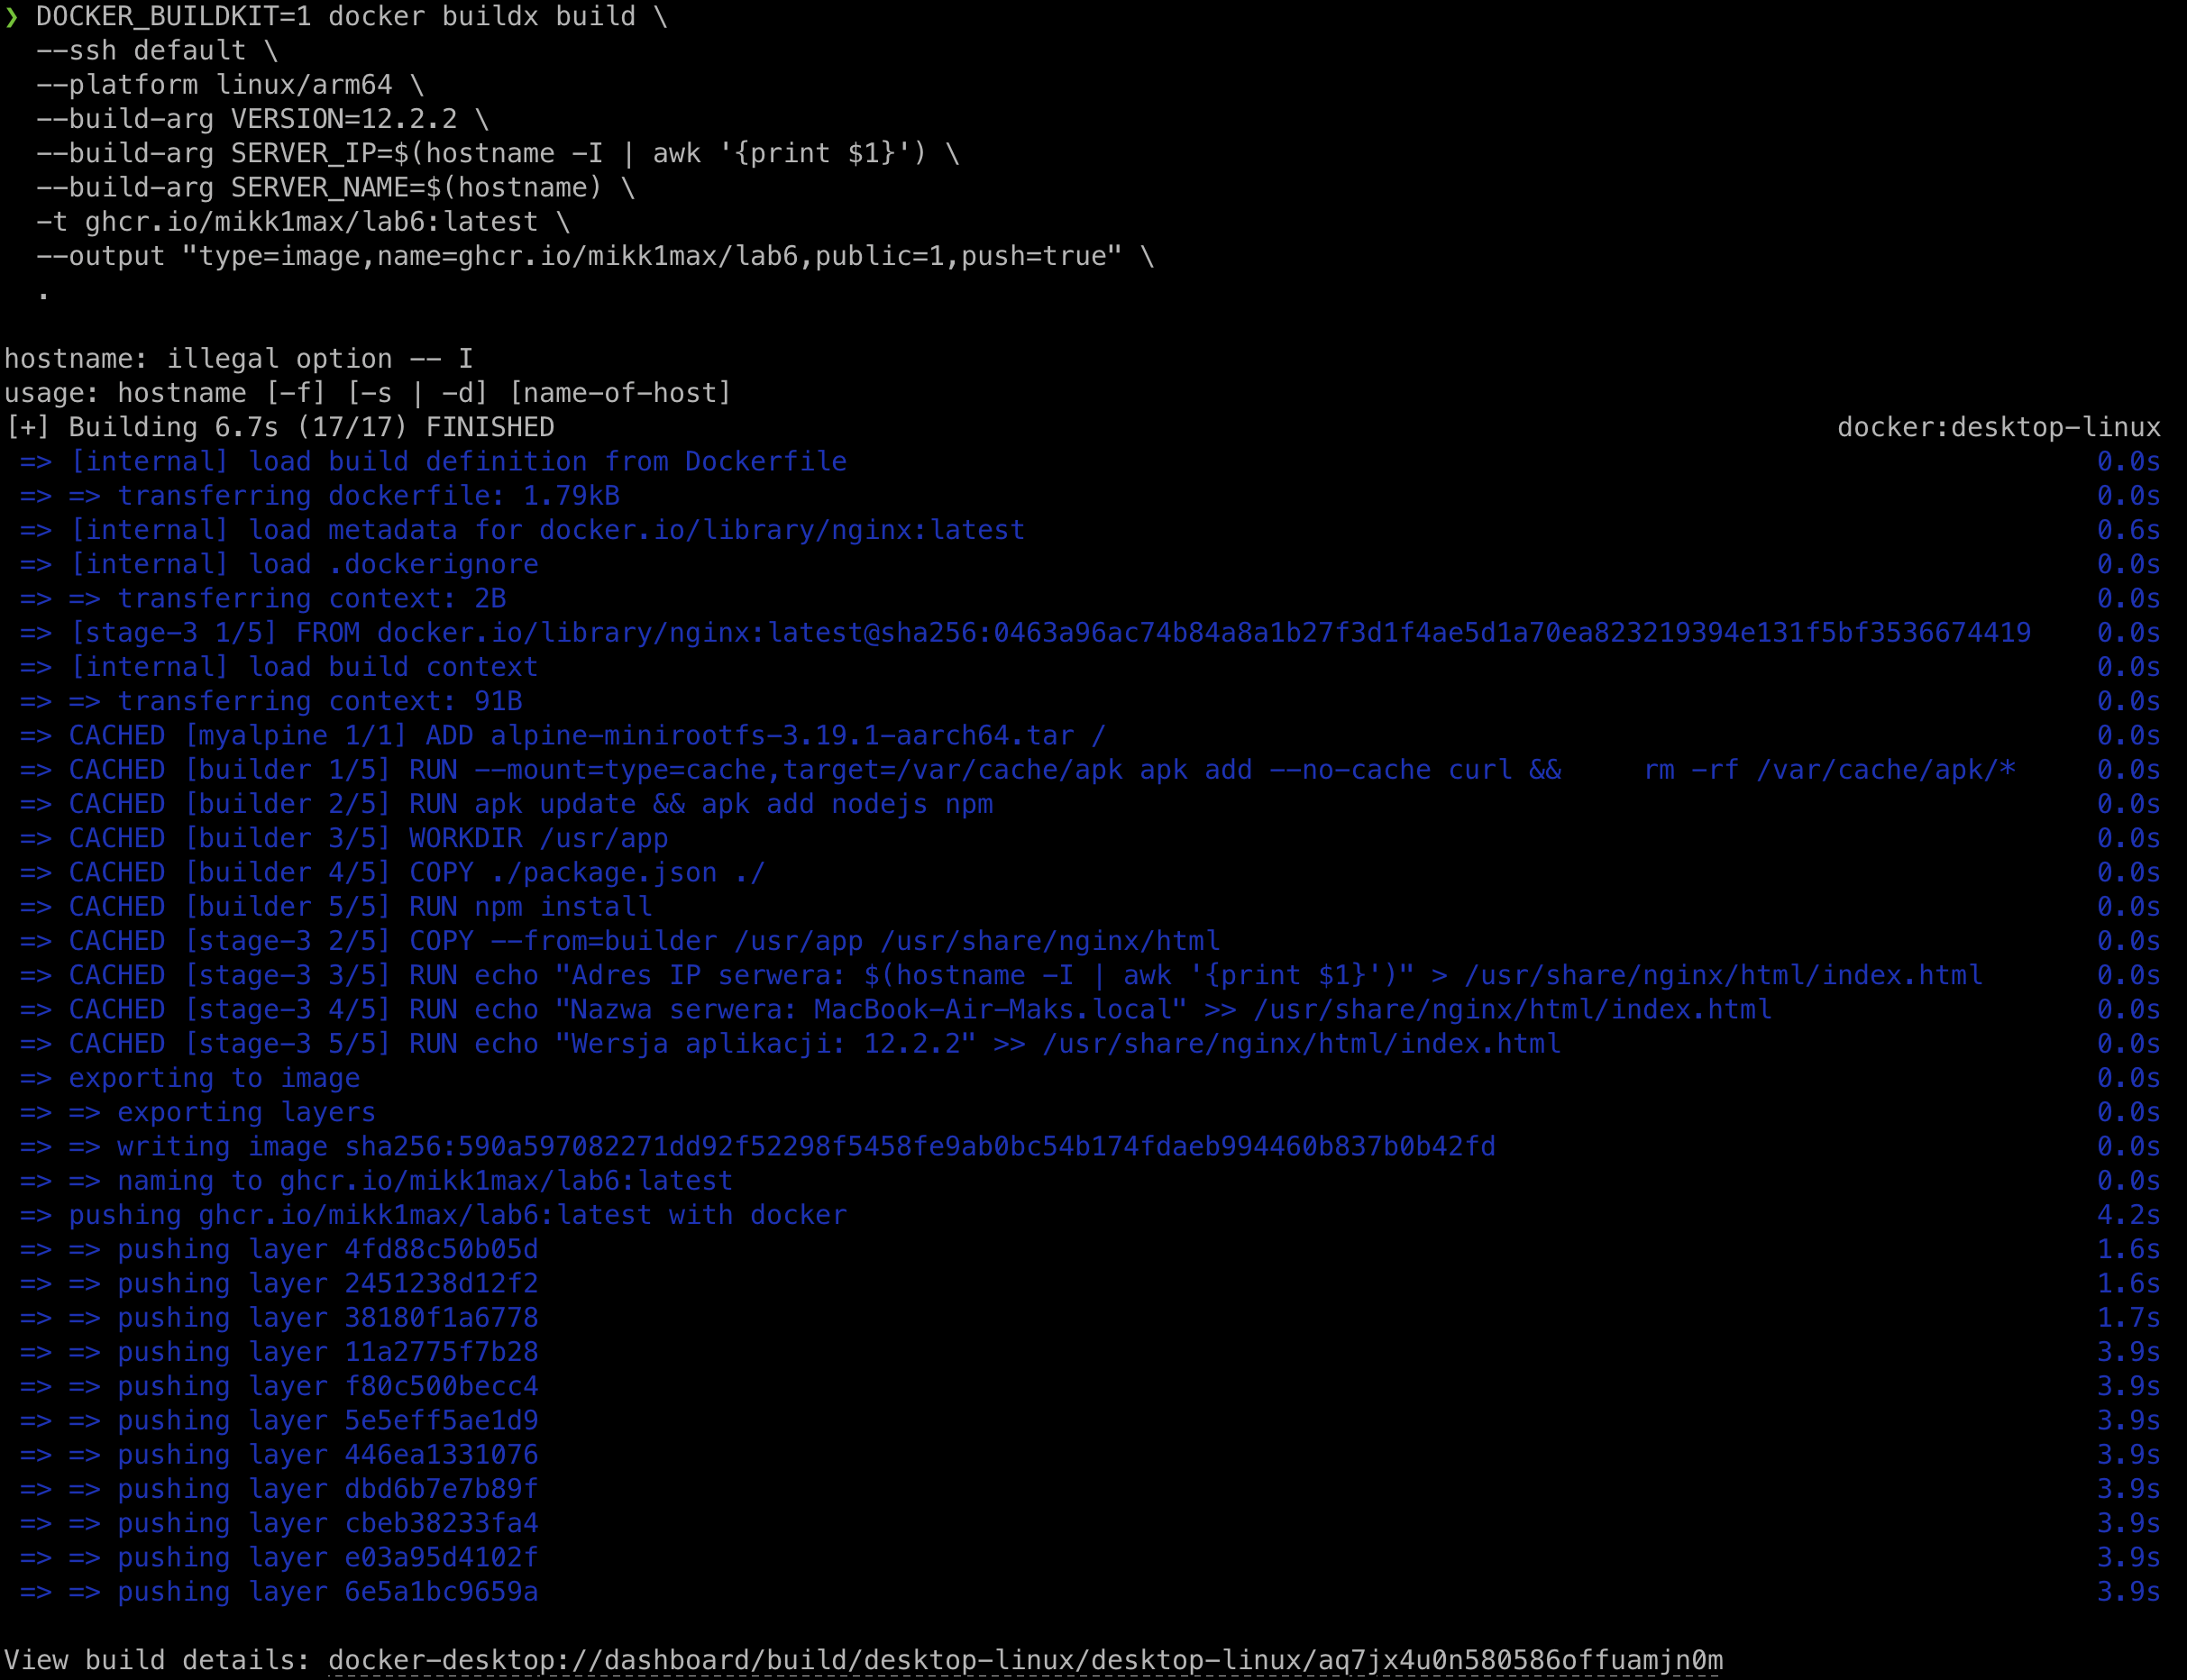 ❯ DOCKER_BUILDKIT=1 docker buildx build \
--ssh default \
--platform linux/arm64 \
--build-arg VERSION=12.2.2 \
--build-arg SERVER_IP=$(hostname -I | awk '{print $1}') \
--build-arg SERVER_NAME=$(hostname) \
-t ghcr.io/mikk1max/lab6:latest \
--output "type=image,name=ghcr.io/mikk1max/lab6,public=1,push=true" \
.
hostname: illegal option -- I
usage: hostname [-f] [-s | -d] [name-of-host]
[+] Building 6.7s (17/17) FINISHED docker:desktop-linux
=> [internal] load build definition from Dockerfile 0.0s
=> => transferring dockerfile: 1.79kB 0.0s
=> [internal] load metadata for docker.io/library/nginx:latest 0.6s
=> [internal] load .dockerignore 0.0s
=> => transferring context: 2B 0.0s
=> [stage-3 1/5] FROM docker.io/library/nginx:latest@sha256:0463a96ac74b84a8a1b27f3d1f4ae5d1a70ea823219394e131f5bf3536674419 0.0s
=> [internal] load build context 0.0s
=> => transferring context: 91B 0.0s
=> CACHED [myalpine 1/1] ADD alpine-minirootfs-3.19.1-aarch64.tar / 0.0s
=> CACHED [builder 1/5] RUN --mount=type=cache,target=/var/cache/apk apk add --no-cache curl && rm -rf /var/cache/apk/* 0.0s
=> CACHED [builder 2/5] RUN apk update && apk add nodejs npm 0.0s
=> CACHED [builder 3/5] WORKDIR /usr/app 0.0s
=> CACHED [builder 4/5] COPY ./package.json ./ 0.0s
=> CACHED [builder 5/5] RUN npm install 0.0s
=> CACHED [stage-3 2/5] COPY --from=builder /usr/app /usr/share/nginx/html 0.0s
=> CACHED [stage-3 3/5] RUN echo "Adres IP serwera: $(hostname -I | awk '{print $1}')" > /usr/share/nginx/html/index.html 0.0s
=> CACHED [stage-3 4/5] RUN echo "Nazwa serwera: MacBook-Air-Maks.local" >> /usr/share/nginx/html/index.html 0.0s
=> CACHED [stage-3 5/5] RUN echo "Wersja aplikacji: 12.2.2" >> /usr/share/nginx/html/index.html 0.0s
=> exporting to image 0.0s
=> => exporting layers 0.0s
=> => writing image sha256:590a597082271dd92f52298f5458fe9ab0bc54b174fdaeb994460b837b0b42fd 0.0s
=> => naming to ghcr.io/mikk1max/lab6:latest 0.0s
=> pushing ghcr.io/mikk1max/lab6:latest with docker 4.2s
=> => pushing layer 4fd88c50b05d 1.6s
=> => pushing layer 2451238d12f2 1.6s
=> => pushing layer 38180f1a6778 1.7s
=> => pushing layer 11a2775f7b28 3.9s
=> => pushing layer f80c500becc4 3.9s
=> => pushing layer 5e5eff5ae1d9 3.9s
=> => pushing layer 446ea1331076 3.9s
=> => pushing layer dbd6b7e7b89f 3.9s
=> => pushing layer cbeb38233fa4 3.9s
=> => pushing layer e03a95d4102f 3.9s
=> => pushing layer 6e5a1bc9659a 3.9s
View build details: docker-desktop://dashboard/build/desktop-linux/desktop-linux/aq7jx4u0n580586offuamjn0m